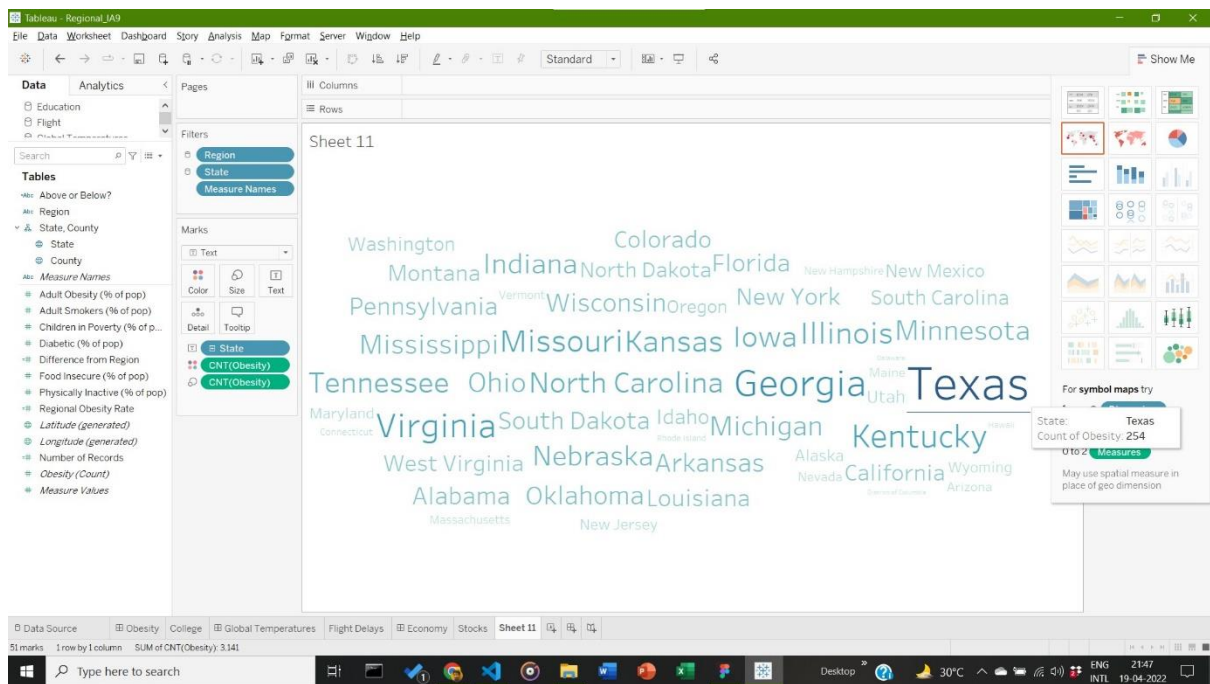 Tableau - Regional_IA9
File Data Worksheet Dashboard Story Analysis Map Format Server Window Help
Standard
Show Me
Data Analytics
Education
Flight
Global Temperatures
Search
Tables
Abc Above or Below?
Abc Region
State, County
State
County
Abc Measure Names
# Adult Obesity (% of pop)
# Adult Smokers (% of pop)
# Children in Poverty (% of p...
# Diabetic (% of pop)
Difference from Region
# Food Insecure (% of pop)
# Physically Inactive (% of pop)
Regional Obesity Rate
Latitude (generated)
Longitude (generated)
Number of Records
# Obesity (Count)
# Measure Values
Pages
Filters
Region
State
Measure Names
Marks
Text
Color Size Text
Detail Tooltip
State
CNT(Obesity)
CNT(Obesity)
Columns
Rows
Sheet 11
Washington Colorado
Montana Indiana North Dakota Florida New Hampshire New Mexico
Pennsylvania Vermont Wisconsin Oregon New York South Carolina
Mississippi Missouri Kansas Iowa Illinois Minnesota
Delaware
Tennessee Ohio North Carolina Georgia Maine Utah Texas
Maryland Connecticut Virginia South Dakota Idaho Rhode Island Michigan Kentucky Hawaii
West Virginia Nebraska Arkansas Alaska Nevada California Wyoming
Alabama Oklahoma Louisiana District of Columbia Arizona
Massachusetts New Jersey
For symbol maps try
State: Texas
Count of Obesity: 254
0 to 2 Measures
May use spatial measure in
place of geo dimension
Data Source Obesity College Global Temperatures Flight Delays Economy Stocks Sheet 11
51 marks 1 row by 1 column SUM of CNT(Obesity): 3,141
Type here to search
Desktop
30°C
ENG
INTL
21:47
19-04-2022